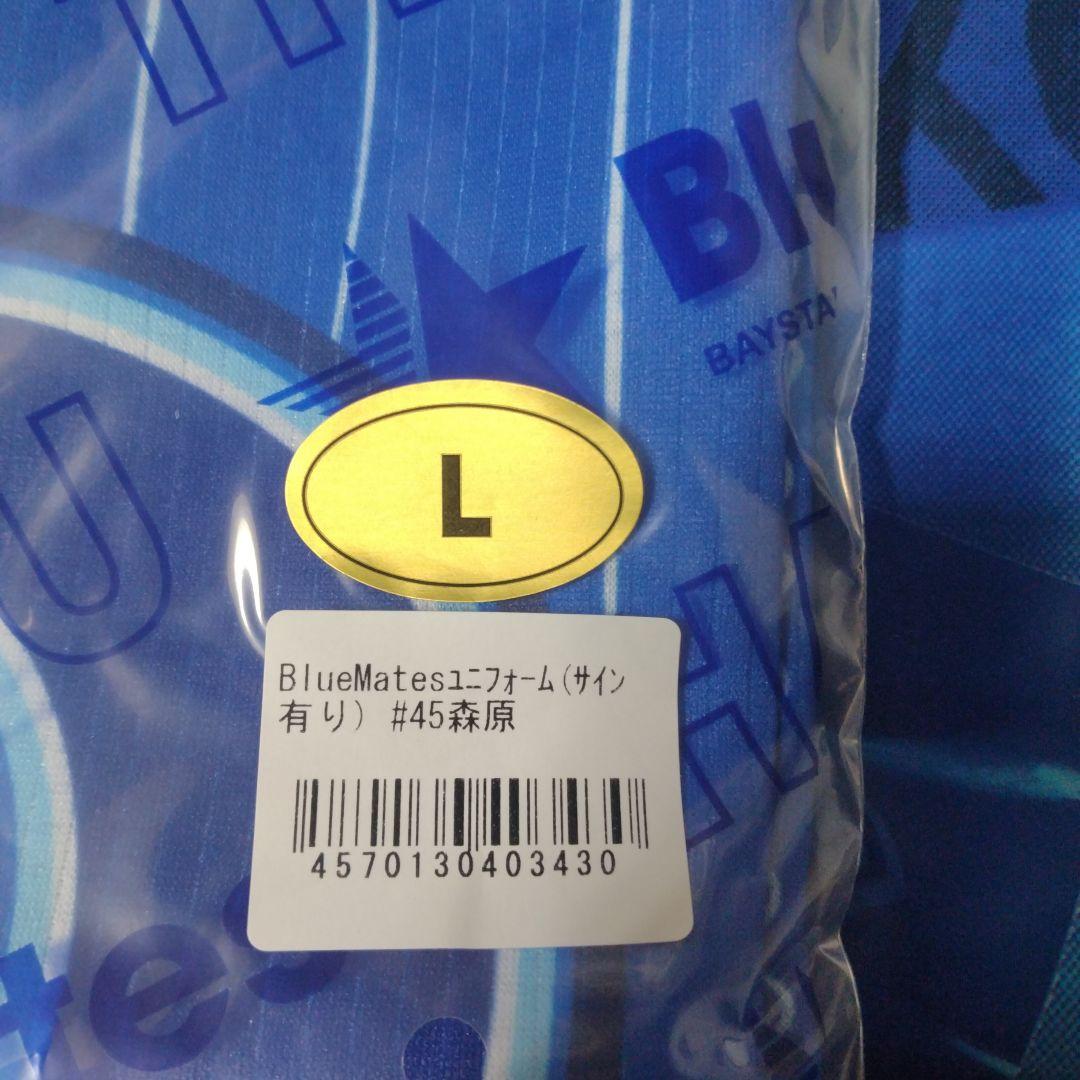 BAYSTA
L
BlueMatesﾕﾆﾌｫｰﾑ(ｻｲﾝ
有り) #45森原
4570130403430